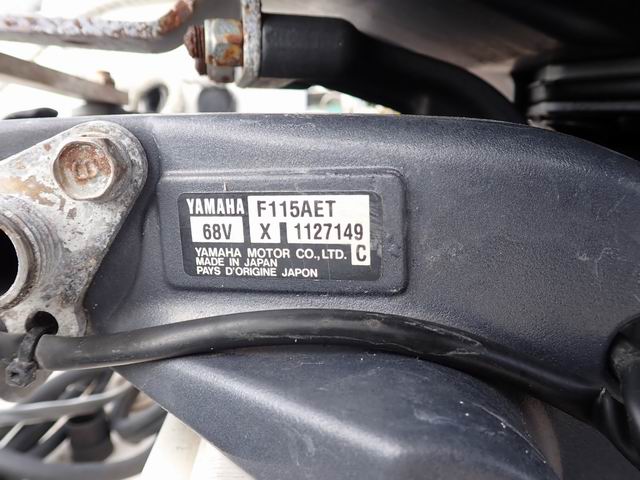 YAMAHA F115AET
68V X 1127149
YAMAHA MOTOR CO.,LTD. C
MADE IN JAPAN
PAYS D'ORIGINE JAPON